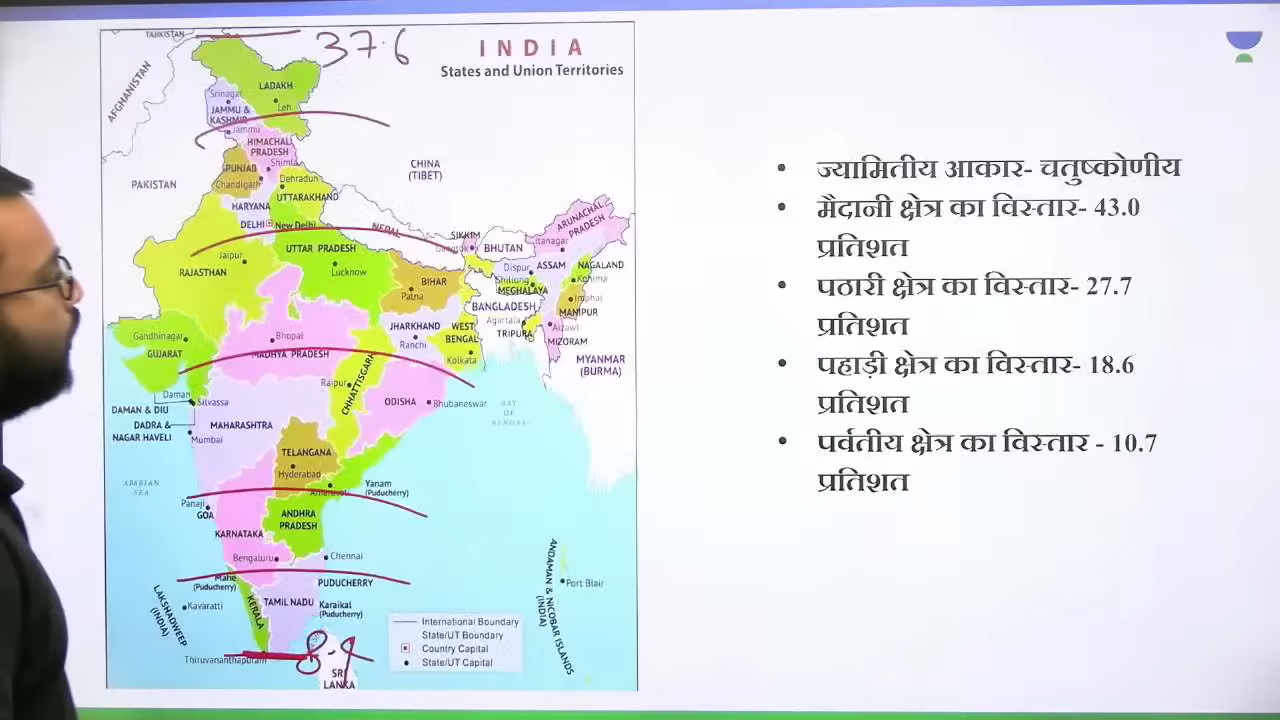 TAJIKISTAN
37.6
INDIA
States and Union Territories
AFGHANISTAN
LADAKH
Srinagar
Leh
JAMMU &
KASHMIR
Jammu
HIMACHAL
PRADESH
Shimla
CHINA
(TIBET)
PUNJAB
Chandigarh
Dehradun
PAKISTAN
UTTARAKHAND
HARYANA
DELHI
New Delhi
NEPAL
SIKKIM
BHUTAN
ARUNACHAL
PRADESH
Itanagar
UTTAR PRADESH
Jaipur
Lucknow
RAJASTHAN
BIHAR
Patna
Dispur
ASSAM
NAGALAND
Shillong
Kohima
MEGHALAYA
Imphal
BANGLADESH
MANIPUR
Agartala
Aizawl
TRIPURA
MIZORAM
Gandhinagar
GUJARAT
Bhopal
MADHYA PRADESH
JHARKHAND
Ranchi
WEST
BENGAL
Kolkata
MYANMAR
(BURMA)
Raipur
CHHATTISGARH
Daman
Silvassa
DAMAN & DIU
DADRA &
NAGAR HAVELI
Mumbai
MAHARASHTRA
ODISHA
Bhubaneswar
BAY
OF
BENGAL
TELANGANA
Hyderabad
ARABIAN
SEA
Amaravati
Yanam
(Puducherry)
Panaji
GOA
ANDHRA
PRADESH
KARNATAKA
Bengaluru
Chennai
Mahe
(Puducherry)
PUDUCHERRY
LAKSHADWEEP
(INDIA)
Kavaratti
KERALA
TAMIL NADU
Karaikal
(Puducherry)
ANDAMAN & NICOBAR ISLANDS
(INDIA)
Port Blair
Thiruvananthapuram
8.4
SRI
LANKA
International Boundary
State/UT Boundary
Country Capital
State/UT Capital
• ज्यामितीय आकार- चतुष्कोणीय
• मैदानी क्षेत्र का विस्तार- 43.0
प्रतिशत
• पठारी क्षेत्र का विस्तार- 27.7
प्रतिशत
• पहाड़ी क्षेत्र का विस्तार- 18.6
प्रतिशत
• पर्वतीय क्षेत्र का विस्तार - 10.7
प्रतिशत